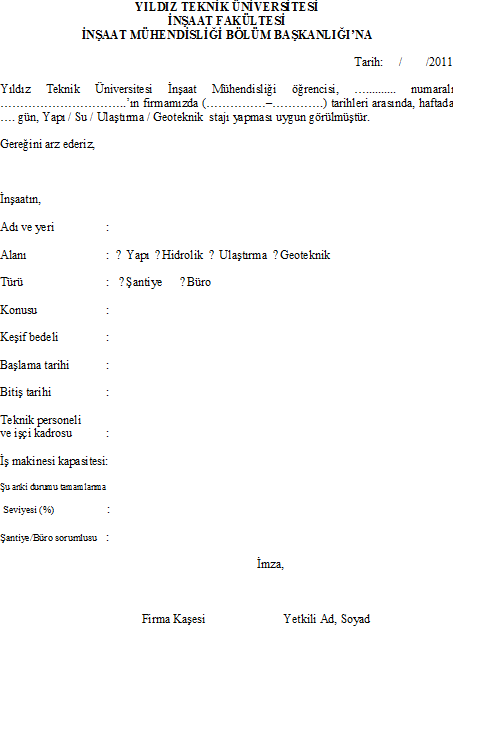 YILDIZ TEKNİK ÜNİVERSİTESİ
İNŞAAT FAKÜLTESİ
İNŞAAT MÜHENDİSLİĞİ BÖLÜM BAŞKANLIĞI’NA
Tarih: / /2011
Yıldız Teknik Üniversitesi İnşaat Mühendisliği öğrencisi, ….......... numaralı
…………………………..’ın firmamızda (……………–………….) tarihleri arasında, haftada
…. gün, Yapı / Su / Ulaştırma / Geoteknik stajı yapması uygun görülmüştür.
Gereğini arz ederiz,
İnşaatın,
Adı ve yeri :
Alanı : ? Yapı ?Hidrolik ? Ulaştırma ?Geoteknik
Türü : ?Şantiye ?Büro
Konusu :
Keşif bedeli :
Başlama tarihi :
Bitiş tarihi :
Teknik personeli
ve işçi kadrosu :
İş makinesi kapasitesi:
Şu anki durumu tamamlanma
Seviyesi (%) :
Şantiye/Büro sorumlusu :
İmza,
Firma Kaşesi Yetkili Ad, Soyad